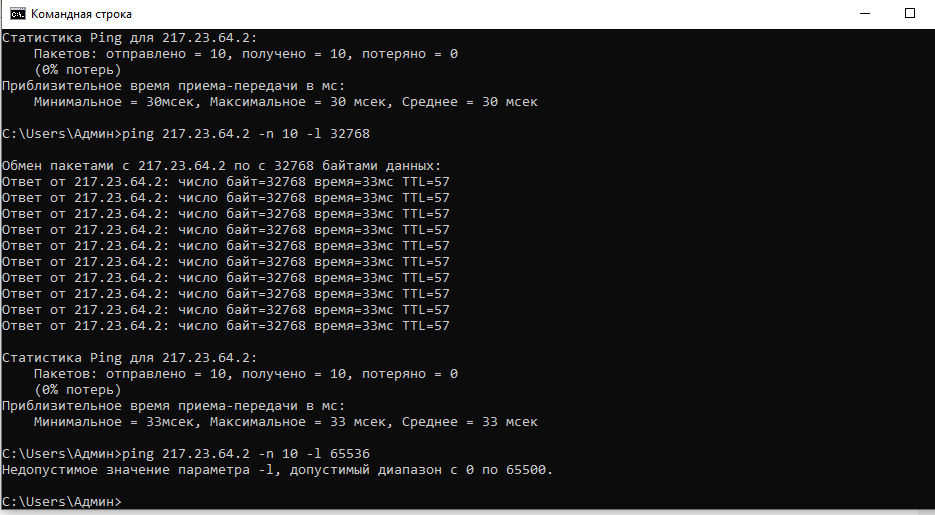 Командная строка
Статистика Ping для 217.23.64.2:
    Пакетов: отправлено = 10, получено = 10, потеряно = 0
    (0% потерь)
Приблизительное время приема-передачи в мс:
    Минимальное = 30мсек, Максимальное = 30 мсек, Среднее = 30 мсек
C:\Users\Админ>ping 217.23.64.2 -n 10 -l 32768
Обмен пакетами с 217.23.64.2 по с 32768 байтами данных:
Ответ от 217.23.64.2: число байт=32768 время=33мс TTL=57
Ответ от 217.23.64.2: число байт=32768 время=33мс TTL=57
Ответ от 217.23.64.2: число байт=32768 время=33мс TTL=57
Ответ от 217.23.64.2: число байт=32768 время=33мс TTL=57
Ответ от 217.23.64.2: число байт=32768 время=33мс TTL=57
Ответ от 217.23.64.2: число байт=32768 время=33мс TTL=57
Ответ от 217.23.64.2: число байт=32768 время=33мс TTL=57
Ответ от 217.23.64.2: число байт=32768 время=33мс TTL=57
Ответ от 217.23.64.2: число байт=32768 время=33мс TTL=57
Ответ от 217.23.64.2: число байт=32768 время=33мс TTL=57
Статистика Ping для 217.23.64.2:
    Пакетов: отправлено = 10, получено = 10, потеряно = 0
    (0% потерь)
Приблизительное время приема-передачи в мс:
    Минимальное = 33мсек, Максимальное = 33 мсек, Среднее = 33 мсек
C:\Users\Админ>ping 217.23.64.2 -n 10 -l 65536
Недопустимое значение параметра -l, допустимый диапазон с 0 по 65500.
C:\Users\Админ>